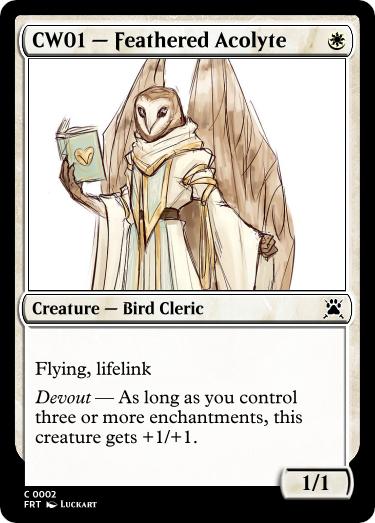 CW01 — Feathered Acolyte
Creature — Bird Cleric
Flying, lifelink
Devout — As long as you control
three or more enchantments, this
creature gets +1/+1.
1/1
C 0002
FRT Luckart